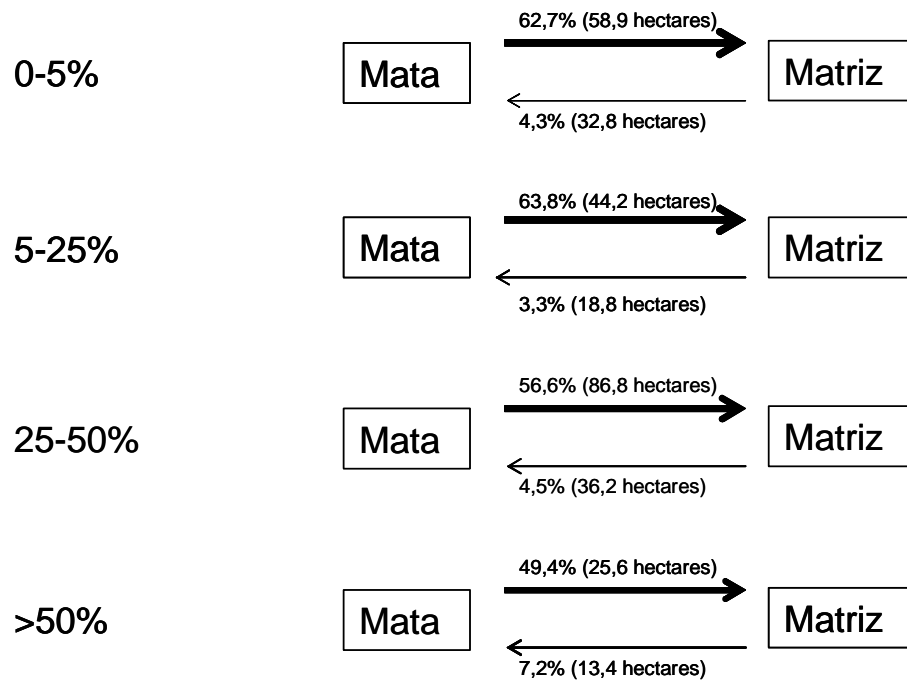 62,7% (58,9 hectares)
0-5%
Mata
Matriz
4,3% (32,8 hectares)
63,8% (44,2 hectares)
5-25%
Mata
Matriz
3,3% (18,8 hectares)
56,6% (86,8 hectares)
25-50%
Mata
Matriz
4,5% (36,2 hectares)
49,4% (25,6 hectares)
>50%
Mata
Matriz
7,2% (13,4 hectares)